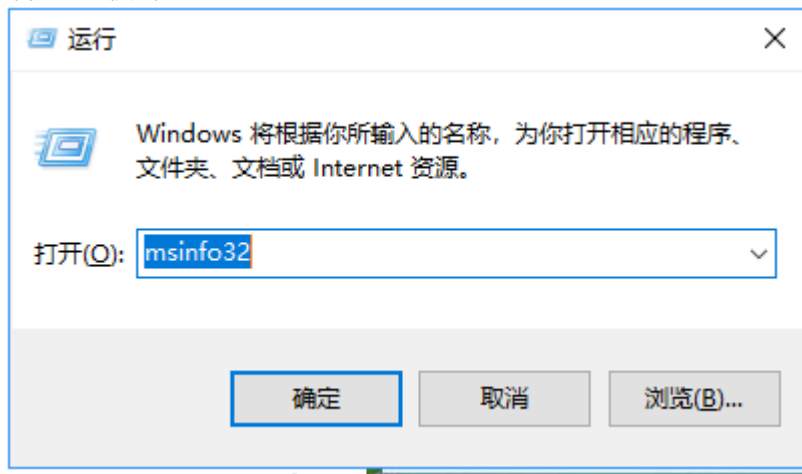 运行
Windows 将根据你所输入的名称，为你打开相应的程序、
文件夹、文档或 Internet 资源。
打开(O): msinfo32
确定 取消 浏览(B)...